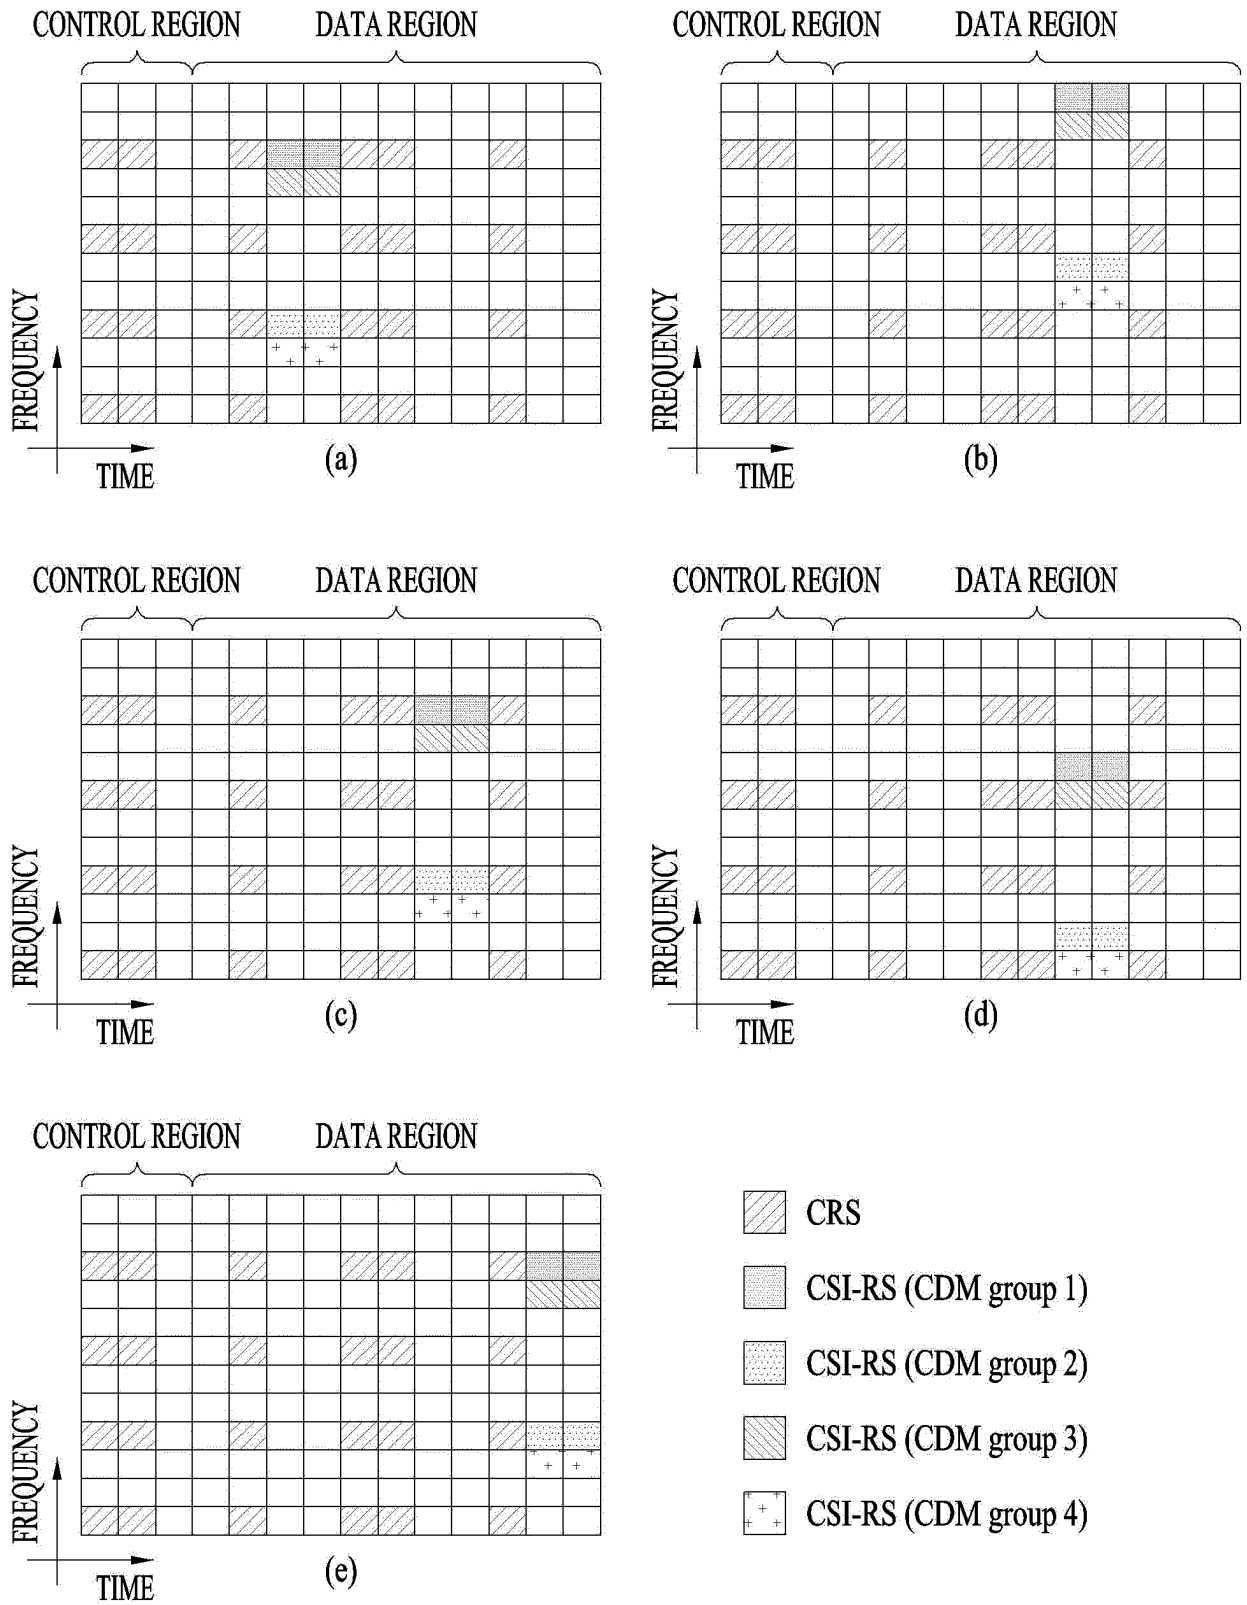 CONTROL REGION DATA REGION
FREQUENCY
TIME
(a)
CONTROL REGION DATA REGION
FREQUENCY
TIME
(b)
CONTROL REGION DATA REGION
FREQUENCY
TIME
(c)
CONTROL REGION DATA REGION
FREQUENCY
TIME
(d)
CONTROL REGION DATA REGION
FREQUENCY
TIME
(e)
CRS
CSI-RS (CDM group 1)
CSI-RS (CDM group 2)
CSI-RS (CDM group 3)
CSI-RS (CDM group 4)